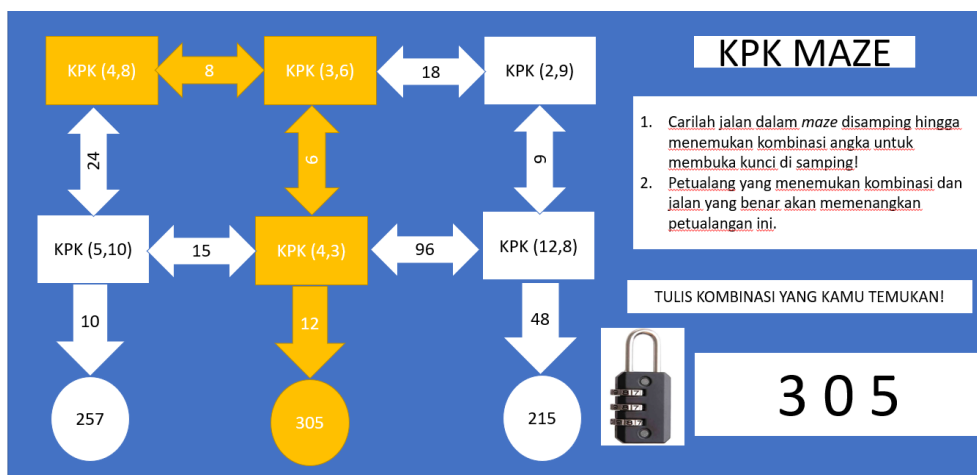 KPK (4,8)
8
KPK (3,6)
18
KPK (2,9)
24
6
9
KPK (5,10)
15
KPK (4,3)
96
KPK (12,8)
10
12
48
257
305
215
KPK MAZE
1. Carilah jalan dalam maze disamping hingga
menemukan kombinasi angka untuk
membuka kunci di samping!
2. Petualang yang menemukan kombinasi dan
jalan yang benar akan memenangkan
petualangan ini.
TULIS KOMBINASI YANG KAMU TEMUKAN!
3 0 5